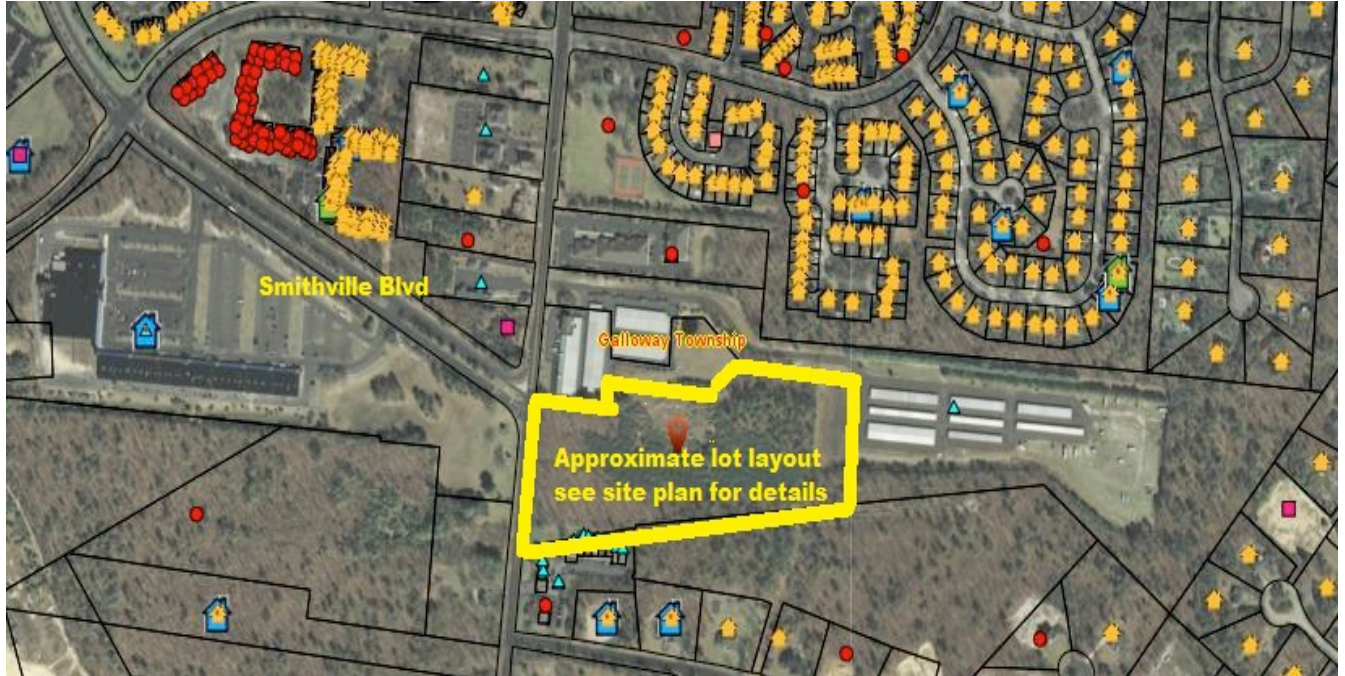 Smithville Blvd
Galloway Township
Approximate lot layout
see site plan for details